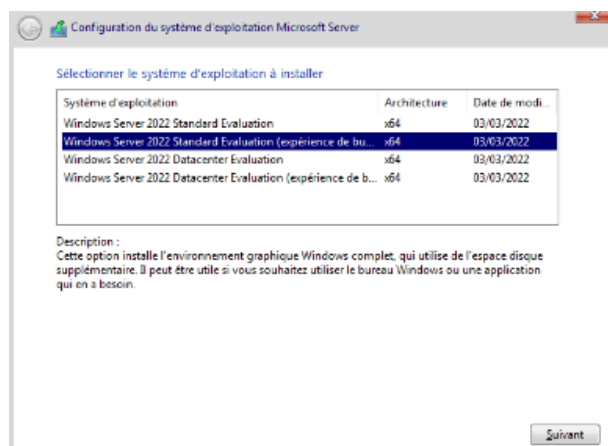 Configuration du système d'exploitation Microsoft Server
Sélectionner le système d'exploitation à installer
Système d'exploitation Architecture Date de modi...
Windows Server 2022 Standard Evaluation x64 03/03/2022
Windows Server 2022 Standard Evaluation (expérience de bu... x64 03/03/2022
Windows Server 2022 Datacenter Evaluation x64 03/03/2022
Windows Server 2022 Datacenter Evaluation (expérience de b... x64 03/03/2022
Description :
Cette option installe l'environnement graphique Windows complet, qui utilise de l'espace disque
supplémentaire. Il peut être utile si vous souhaitez utiliser le bureau Windows ou une application
qui en a besoin.
Suivant